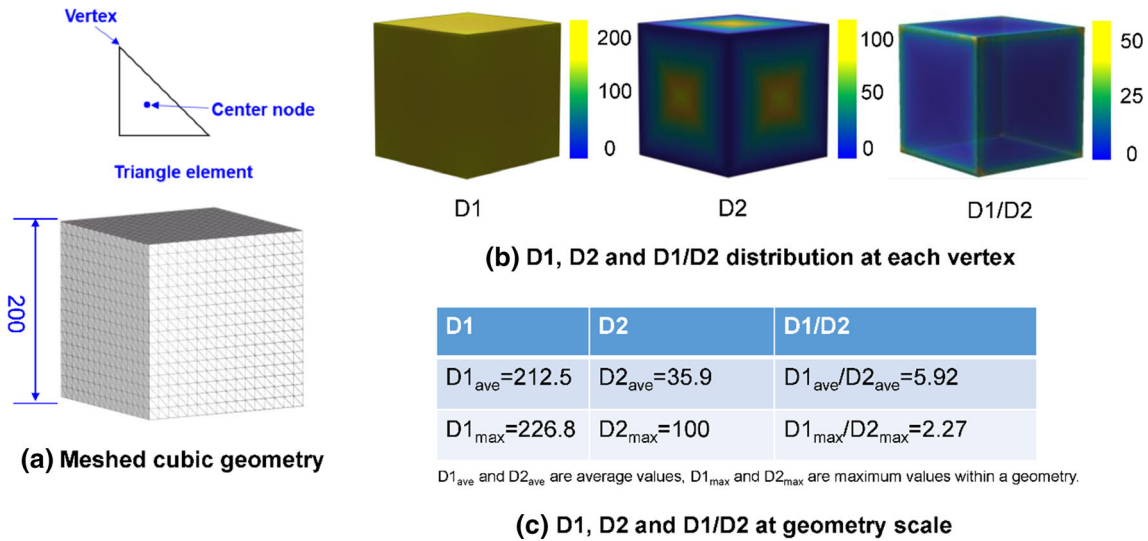 Vertex
Center node
Triangle element
200
(a) Meshed cubic geometry
200
100
0
D1
100
50
0
D2
50
25
0
D1/D2
(b) D1, D2 and D1/D2 distribution at each vertex
D1 D2 D1/D2
D1ave=212.5 D2ave=35.9 D1ave/D2ave=5.92
D1max=226.8 D2max=100 D1max/D2max=2.27
D1ave and D2ave are average values, D1max and D2max are maximum values within a geometry.
(c) D1, D2 and D1/D2 at geometry scale